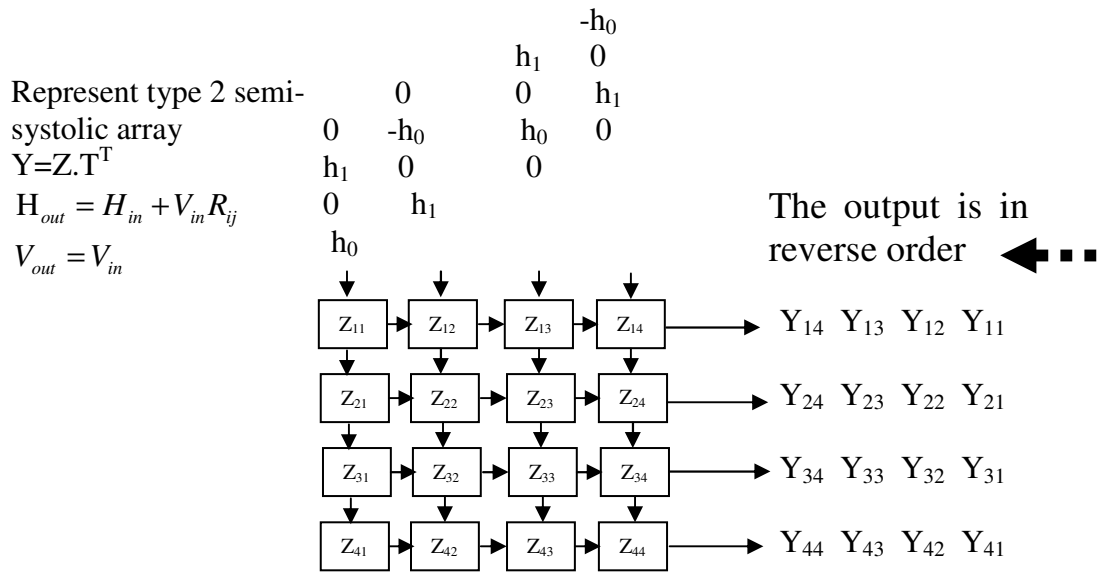 -h₀
h₁ 0
Represent type 2 semi- 0 0 h₁
systolic array 0 -h₀ h₀ 0
Y=Z.Tᵀ h₁ 0 0
H_out = H_in + V_in R_ij 0 h₁
The output is in
V_out = V_in h₀ reverse order
Z₁₁ Z₁₂ Z₁₃ Z₁₄ Y₁₄ Y₁₃ Y₁₂ Y₁₁
Z₂₁ Z₂₂ Z₂₃ Z₂₄ Y₂₄ Y₂₃ Y₂₂ Y₂₁
Z₃₁ Z₃₂ Z₃₃ Z₃₄ Y₃₄ Y₃₃ Y₃₂ Y₃₁
Z₄₁ Z₄₂ Z₄₃ Z₄₄ Y₄₄ Y₄₃ Y₄₂ Y₄₁